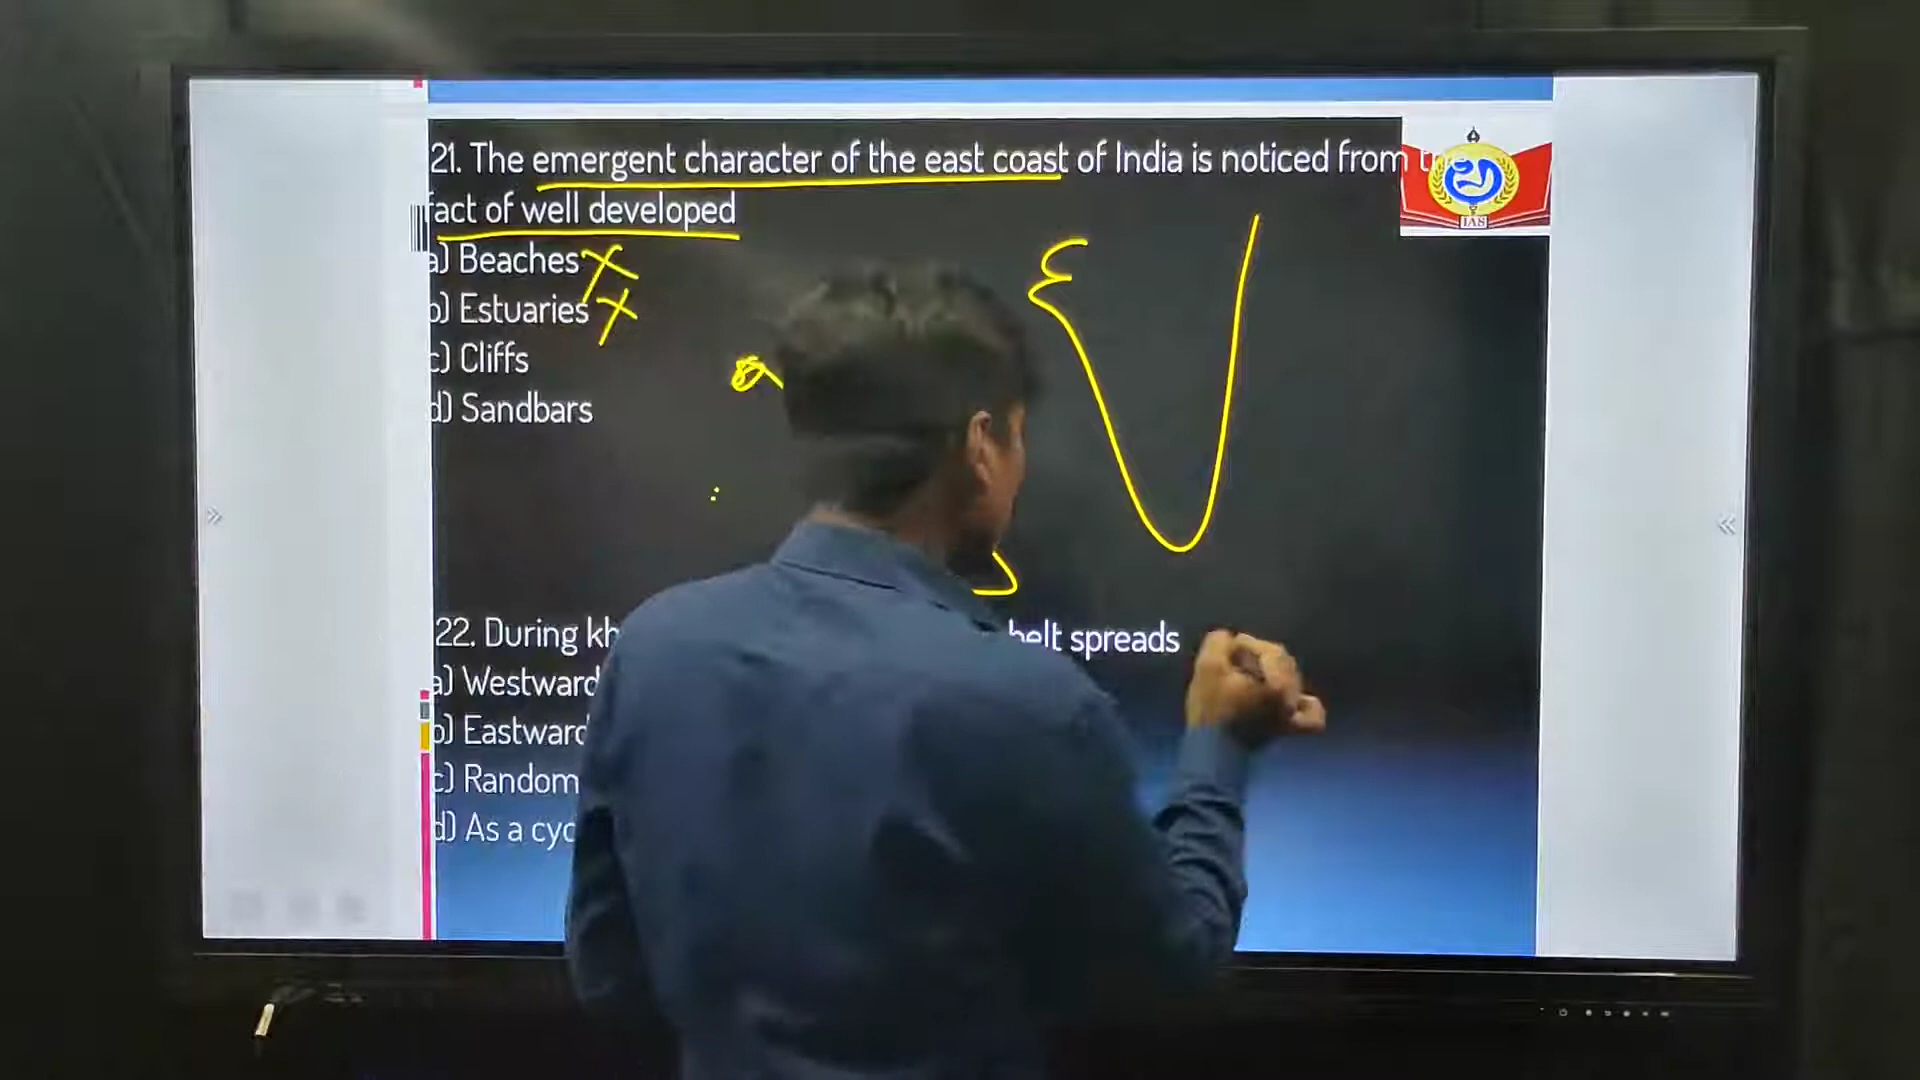 21. The emergent character of the east coast of India is noticed from the
fact of well developed
a) Beaches
b) Estuaries
c) Cliffs
d) Sandbars
IAS
22. During kh
belt spreads
a) Westward
b) Eastward
c) Random
d) As a cyc